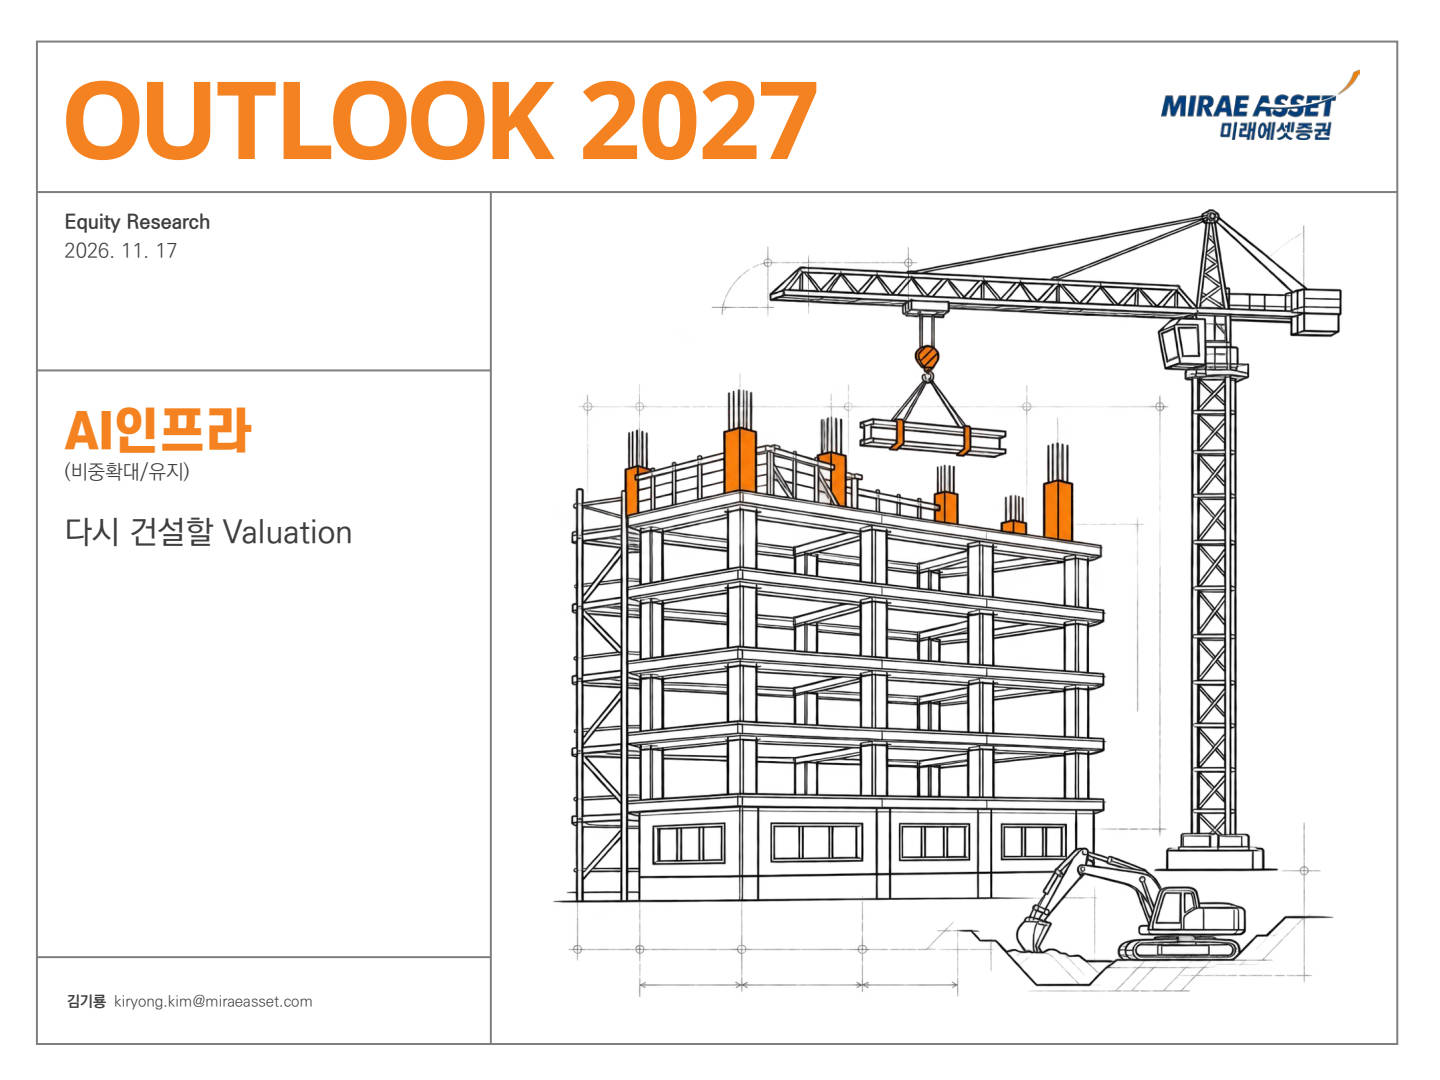 OUTLOOK 2027
MIRAE ASSET
미래에셋증권
Equity Research
2026. 11. 17
AI인프라
(비중확대/유지)
다시 건설할 Valuation
김기룡 kiryong.kim@miraeasset.com